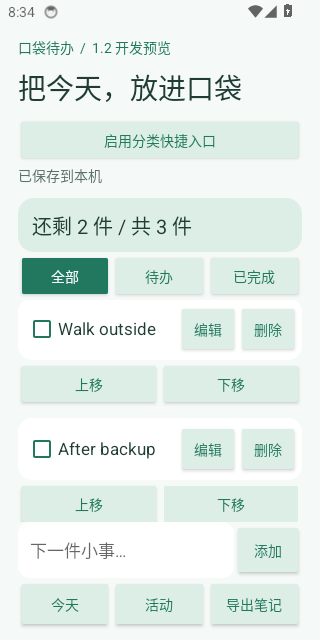 8:34
口袋待办 / 1.2 开发预览
把今天，放进口袋
启用分类快捷入口
已保存到本机
还剩 2 件 / 共 3 件
全部 待办 已完成
Walk outside 编辑 删除
上移 下移
After backup 编辑 删除
上移 下移
下一件小事… 添加
今天 活动 导出笔记